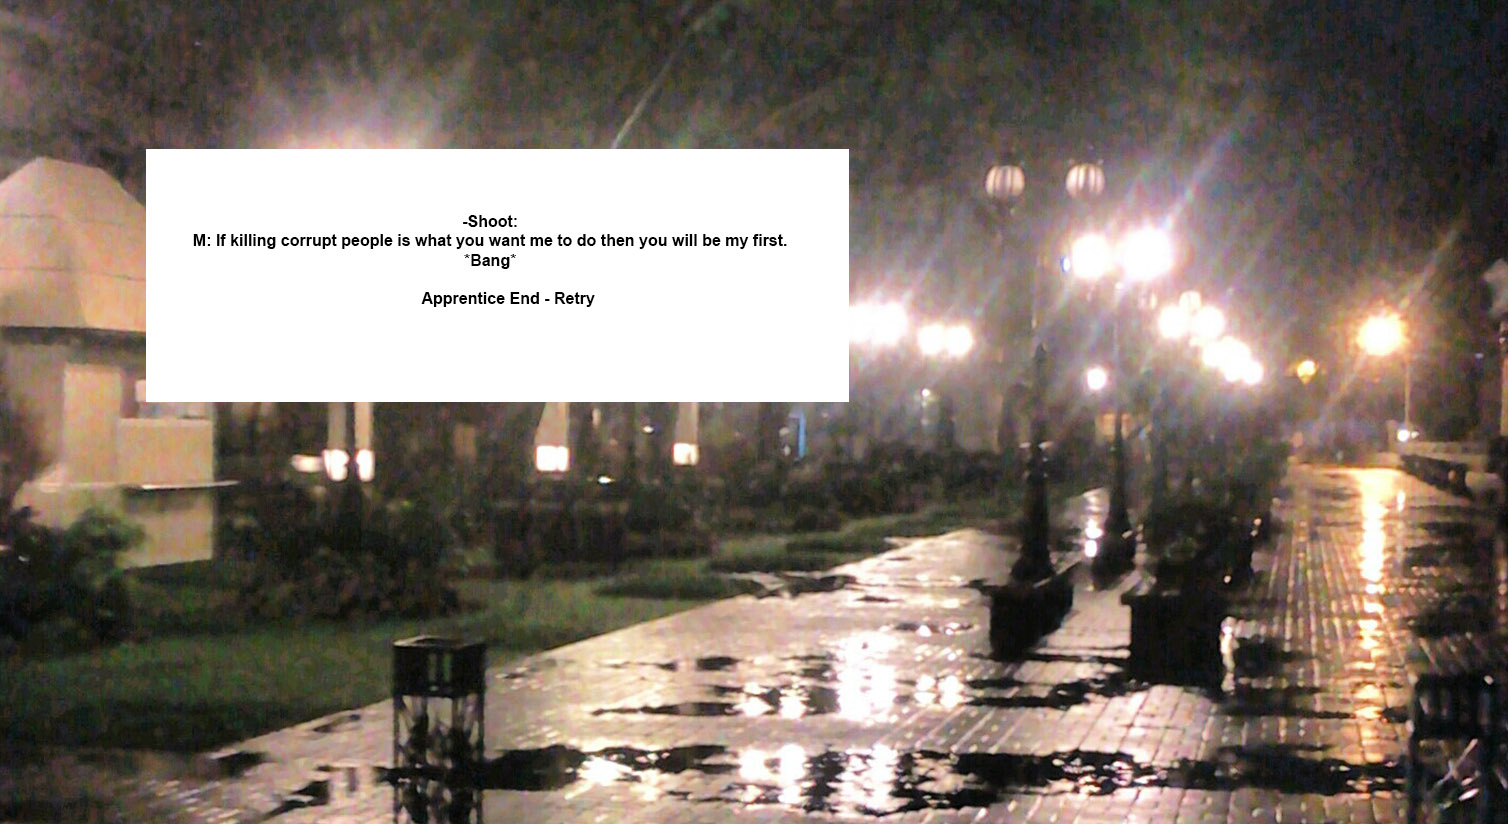 -Shoot:
M: If killing corrupt people is what you want me to do then you will be my first.
*Bang*
Apprentice End - Retry